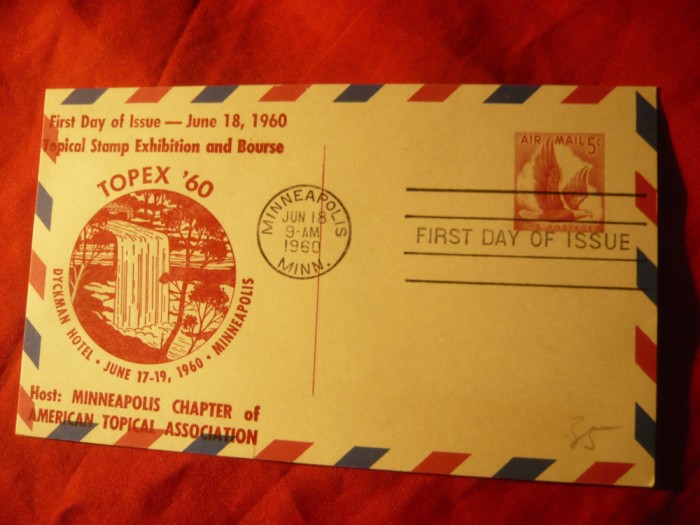 First Day of Issue — June 18, 1960
Topical Stamp Exhibition and Bourse
TOPEX '60
DYCKMAN HOTEL • JUNE 17-19, 1960 • MINNEAPOLIS
Host: MINNEAPOLIS CHAPTER of
AMERICAN TOPICAL ASSOCIATION
MINNEAPOLIS
JUN 18
9-AM
1960
MINN.
AIR MAIL 5¢
U.S. POSTAGE
FIRST DAY OF ISSUE
35